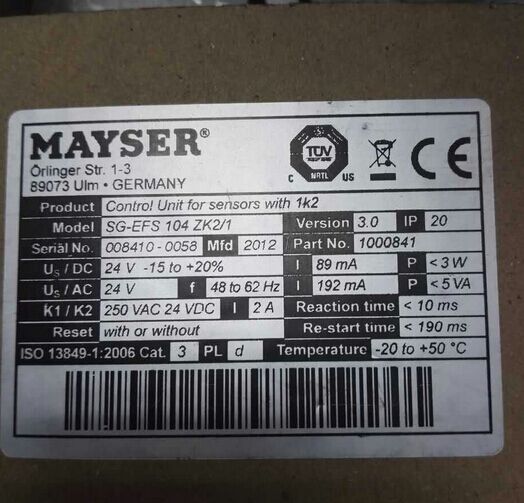 MAYSER®
Örlinger Str. 1-3
89073 Ulm • GERMANY
TÜV
C NRTL US
CE
Product Control Unit for sensors with 1k2
Model SG-EFS 104 ZK2/1 Version 3.0 IP 20
Serial No. 008410-0058 Mfd 2012 Part No. 1000841
Us / DC 24 V -15 to +20% I 89 mA P < 3 W
Us / AC 24 V f 48 to 62 Hz I 192 mA P < 5 VA
K1 / K2 250 VAC 24 VDC I 2 A Reaction time < 10 ms
Reset with or without Re-start time < 190 ms
ISO 13849-1:2006 Cat. 3 PL d Temperature -20 to +50 °C